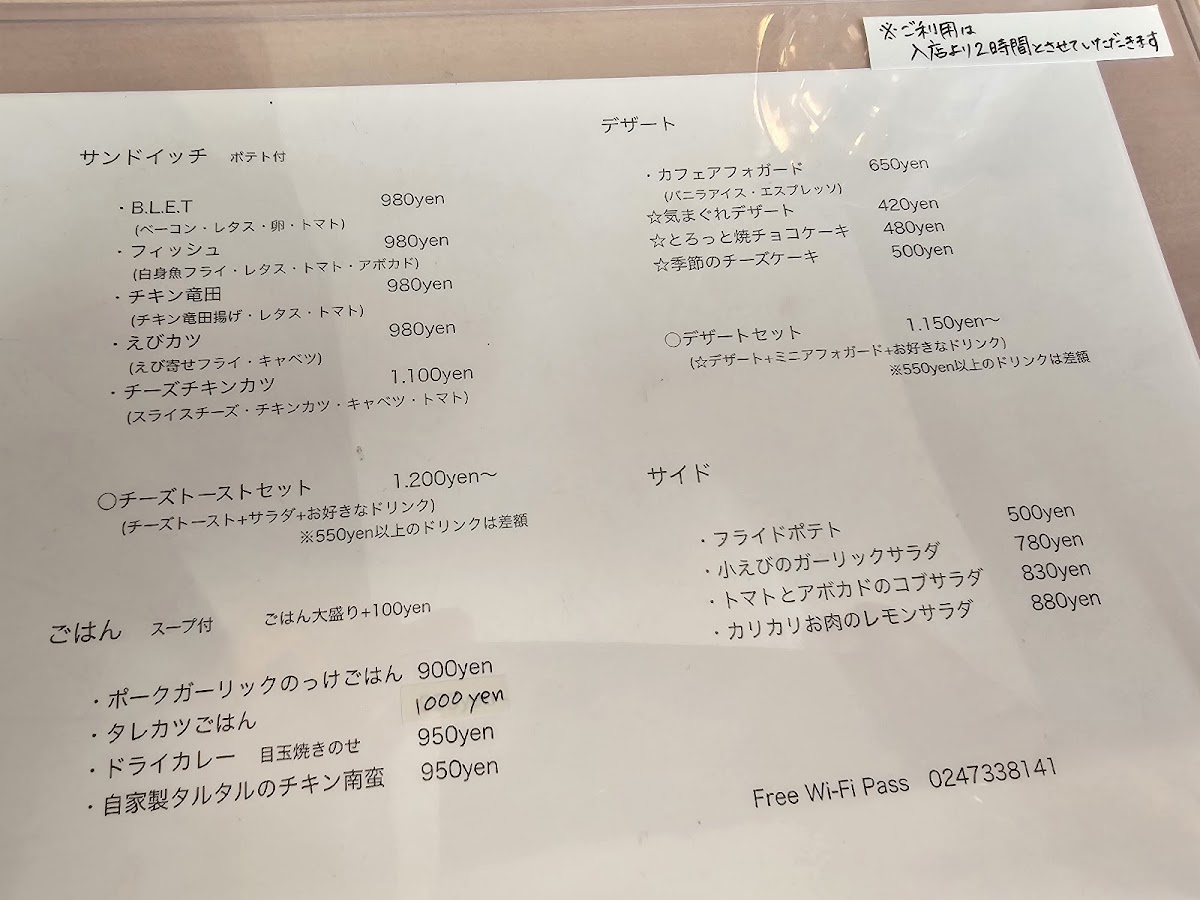 ※ご利用は
入店より2時間とさせていただきます
サンドイッチ ポテト付
・B.L.E.T 980yen
(ベーコン・レタス・卵・トマト)
・フィッシュ 980yen
(白身魚フライ・レタス・トマト・アボカド)
・チキン竜田 980yen
(チキン竜田揚げ・レタス・トマト)
・えびカツ 980yen
(えび寄せフライ・キャベツ)
・チーズチキンカツ 1.100yen
(スライスチーズ・チキンカツ・キャベツ・トマト)
○チーズトーストセット 1.200yen〜
(チーズトースト+サラダ+お好きなドリンク)
※550yen以上のドリンクは差額
ごはん スープ付 ごはん大盛り+100yen
・ポークガーリックのっけごはん 900yen
・タレカツごはん 1000yen
・ドライカレー 目玉焼きのせ 950yen
・自家製タルタルのチキン南蛮 950yen
デザート
・カフェアフォガード 650yen
(バニラアイス・エスプレッソ)
☆気まぐれデザート 420yen
☆とろっと焼チョコケーキ 480yen
☆季節のチーズケーキ 500yen
○デザートセット 1.150yen〜
(☆デザート+ミニアフォガード+お好きなドリンク)
※550yen以上のドリンクは差額
サイド
・フライドポテト 500yen
・小えびのガーリックサラダ 780yen
・トマトとアボカドのコブサラダ 830yen
・カリカリお肉のレモンサラダ 880yen
Free Wi-Fi Pass 0247338141